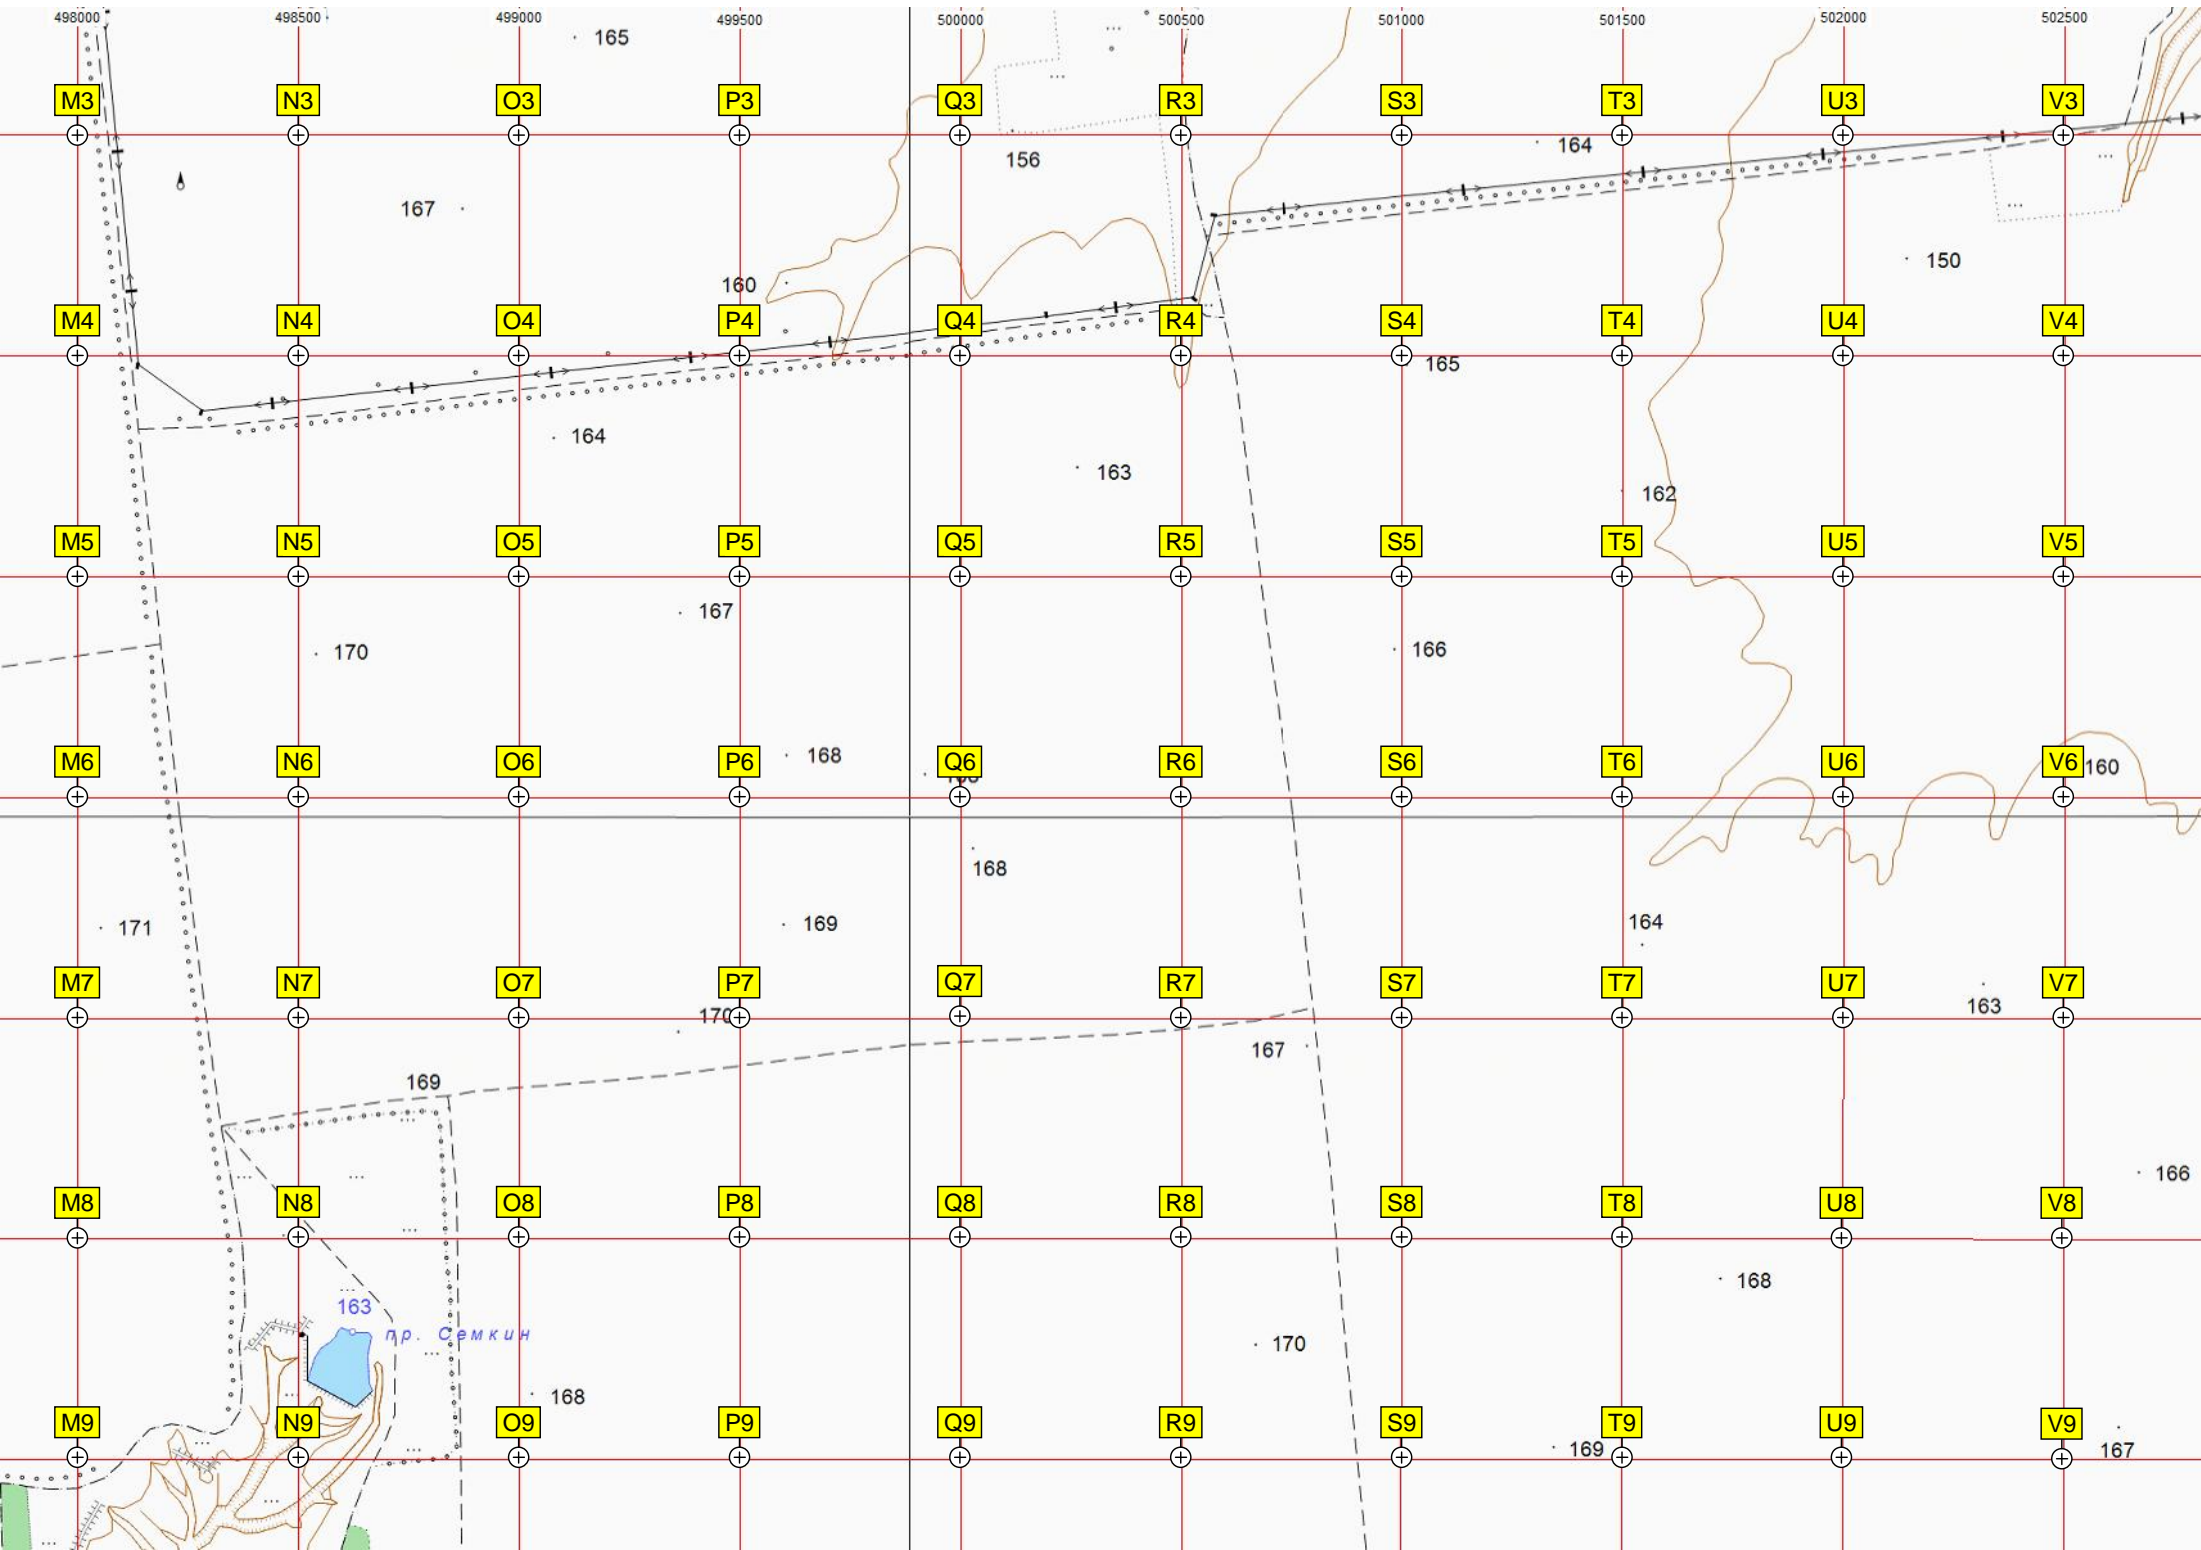 498000 498500 499000 499500 500000 500500 501000 501500 502000 502500
165
M3 N3 O3 P3 Q3 R3 S3 T3 U3 V3
156 164
167
150
160
M4 N4 O4 P4 Q4 R4 S4 T4 U4 V4
165
164
163
162
M5 N5 O5 P5 Q5 R5 S5 T5 U5 V5
167
170 166
168
M6 N6 O6 P6 Q6 R6 S6 T6 U6 V6 160
168
171 169 164
M7 N7 O7 P7 Q7 R7 S7 T7 U7 V7
163
170
167
169
166
M8 N8 O8 P8 Q8 R8 S8 T8 U8 V8
168
163
пр. Семкин 170
168
M9 N9 O9 P9 Q9 R9 S9 T9 U9 V9
169 167